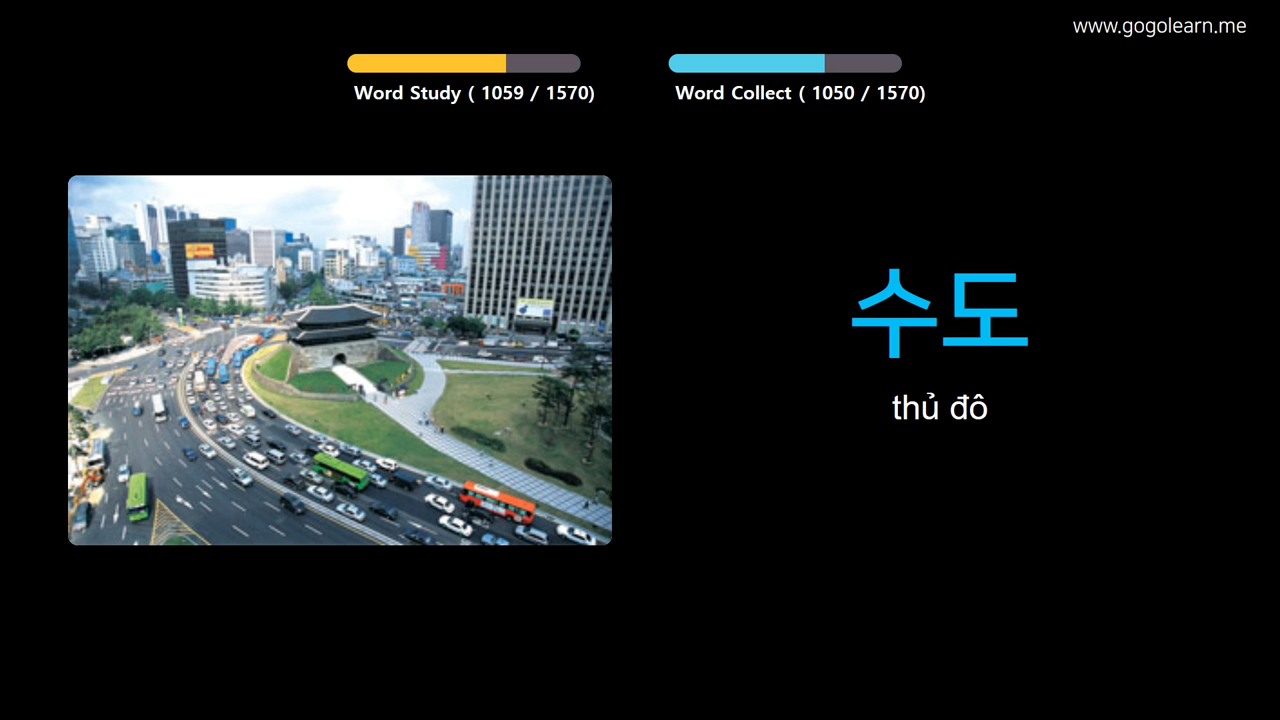 www.gogolearn.me
Word Study ( 1059 / 1570)
Word Collect ( 1050 / 1570)
수도
thủ đô